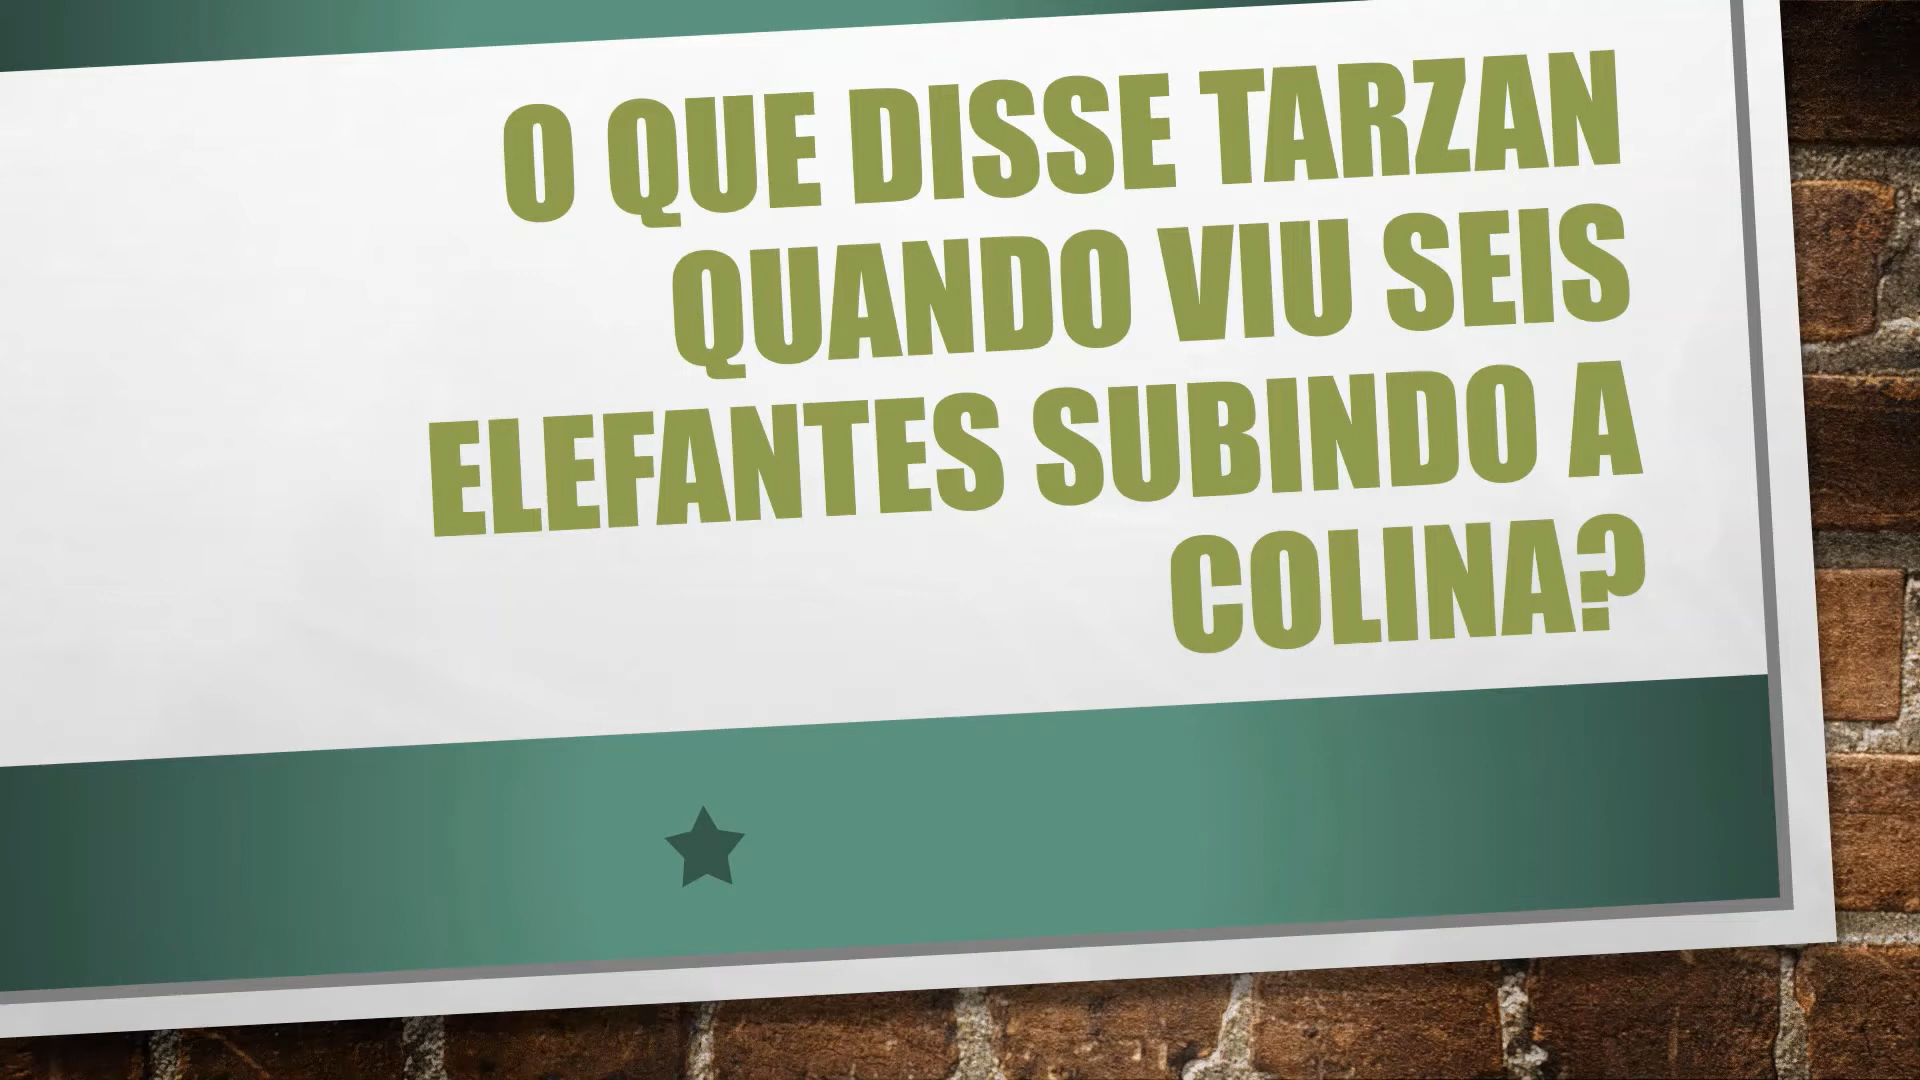 O QUE DISSE TARZAN
QUANDO VIU SEIS
ELEFANTES SUBINDO A
COLINA?